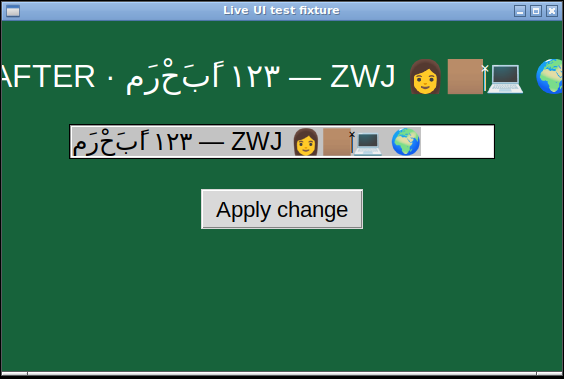 Live UI test fixture
AFTER · ١٢٣ اًبَحْرَم — ZWJ 👩🏽‍💻 🌍
١٢٣ اًبَحْرَم — ZWJ 👩🏽‍💻 🌍
Apply change